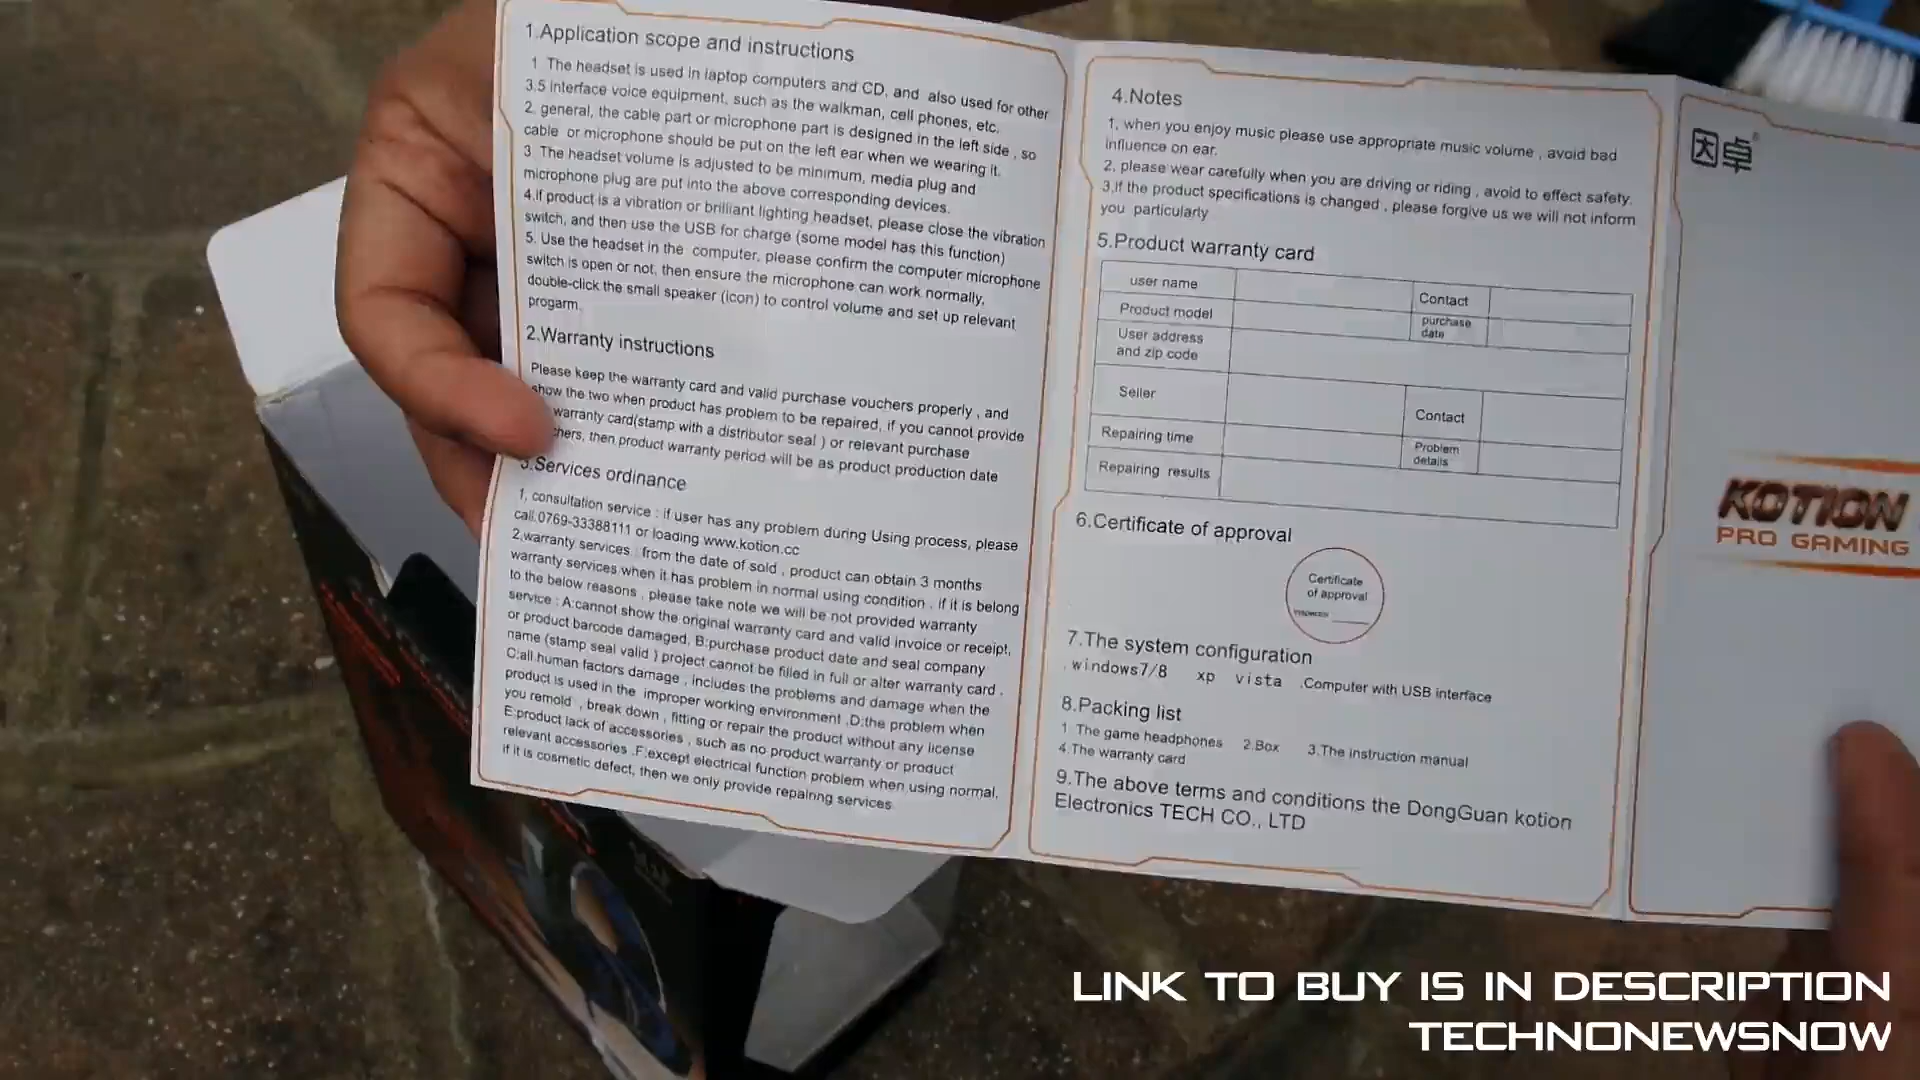 1.Application scope and instructions
1 The headset is used in laptop computers and CD, and also used for other
3.5 interface voice equipment, such as the walkman, cell phones, etc.
2, general, the cable part or microphone part is designed in the left side , so
cable or microphone should be put on the left ear when we wearing it.
3 The headset volume is adjusted to be minimum, media plug and
microphone plug are put into the above corresponding devices.
4.if product is a vibration or brilliant lighting headset, please close the vibration
switch, and then use the USB for charge (some model has this function)
5. Use the headset in the computer, please confirm the computer microphone
switch is open or not, then ensure the microphone can work normally,
double-click the small speaker (icon) to control volume and set up relevant
progarm.
2.Warranty instructions
Please keep the warranty card and valid purchase vouchers properly , and
show the two when product has problem to be repaired, if you cannot provide
warranty card(stamp with a distributor seal ) or relevant purchase
chers, then product warranty period will be as product production date
3.Services ordinance
1, consultation service : if user has any problem during Using process, please
call:0769-33388111 or loading www.kotion.cc
2,warranty services : from the date of sold , product can obtain 3 months
warranty services when it has problem in normal using condition . if it is belong
to the below reasons , please take note we will be not provided warranty
service : A:cannot show the original warranty card and valid invoice or receipt,
or product barcode damaged, B:purchase product date and seal company
name (stamp seal valid ) project cannot be filled in full or alter warranty card .
C:all human factors damage , includes the problems and damage when the
product is used in the improper working environment .D:the problem when
you remold , break down , fitting or repair the product without any license
E:product lack of accessories , such as no product warranty or product
relevant accessories .F:except electrical function problem when using normal,
if it is cosmetic defect, then we only provide repairing services
4.Notes
1, when you enjoy music please use appropriate music volume , avoid bad
influence on ear.
2, please wear carefully when you are driving or riding , avoid to effect safety.
3,if the product specifications is changed , please forgive us we will not inform
you particularly
5.Product warranty card
user name Contact
Product model purchase date
User address
and zip code
Seller Contact
Repairing time Problem details
Repairing results
6.Certificate of approval
Certificate
of approval
7.The system configuration
.windows7/8 xp vista .Computer with USB interface
8.Packing list
1 The game headphones 2.Box 3.The instruction manual
4.The warranty card
9.The above terms and conditions the DongGuan kotion
Electronics TECH CO., LTD
因卓®
KOTION
PRO GAMING
LINK TO BUY IS IN DESCRIPTION
TECHNONEWSNOW